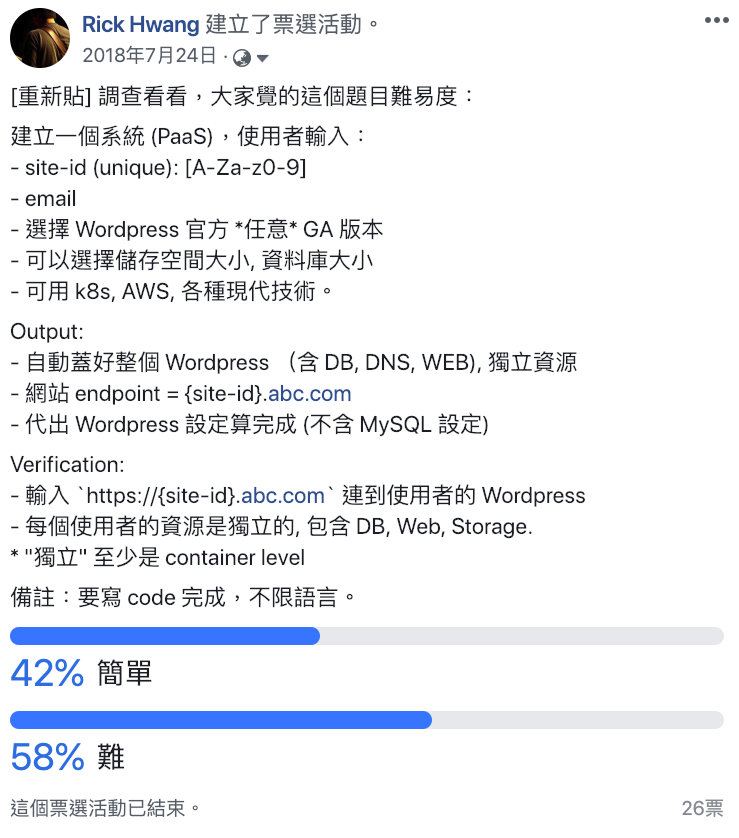 Rick Hwang 建立了票選活動。
2018年7月24日 ·
[重新貼] 調查看看，大家覺的這個題目難易度：
建立一個系統 (PaaS)，使用者輸入：
- site-id (unique): [A-Za-z0-9]
- email
- 選擇 Wordpress 官方 *任意* GA 版本
- 可以選擇儲存空間大小, 資料庫大小
- 可用 k8s, AWS, 各種現代技術。
Output:
- 自動蓋好整個 Wordpress （含 DB, DNS, WEB), 獨立資源
- 網站 endpoint = {site-id}.abc.com
- 代出 Wordpress 設定算完成 (不含 MySQL 設定)
Verification:
- 輸入 `https://{site-id}.abc.com` 連到使用者的 Wordpress
- 每個使用者的資源是獨立的, 包含 DB, Web, Storage.
* "獨立" 至少是 container level
備註：要寫 code 完成，不限語言。
42% 簡單
58% 難
這個票選活動已結束。 26票